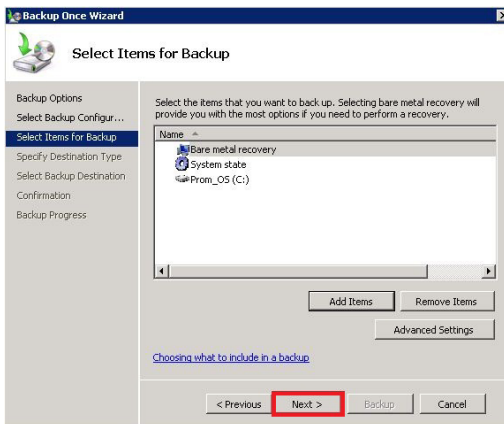 Backup Once Wizard
Select Items for Backup
Backup Options
Select Backup Configur...
Select Items for Backup
Specify Destination Type
Select Backup Destination
Confirmation
Backup Progress
Select the items that you want to back up. Selecting bare metal recovery will
provide you with the most options if you need to perform a recovery.
Name
Bare metal recovery
System state
Prom_OS (C:)
Add Items
Remove Items
Advanced Settings
Choosing what to include in a backup
< Previous
Next >
Backup
Cancel